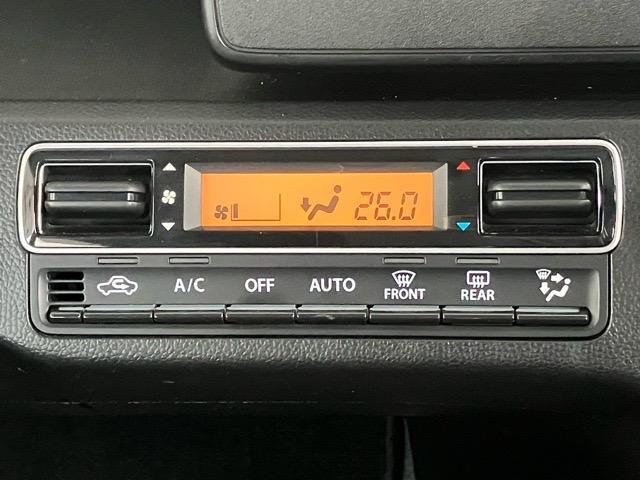 26.0
A/C OFF AUTO FRONT REAR